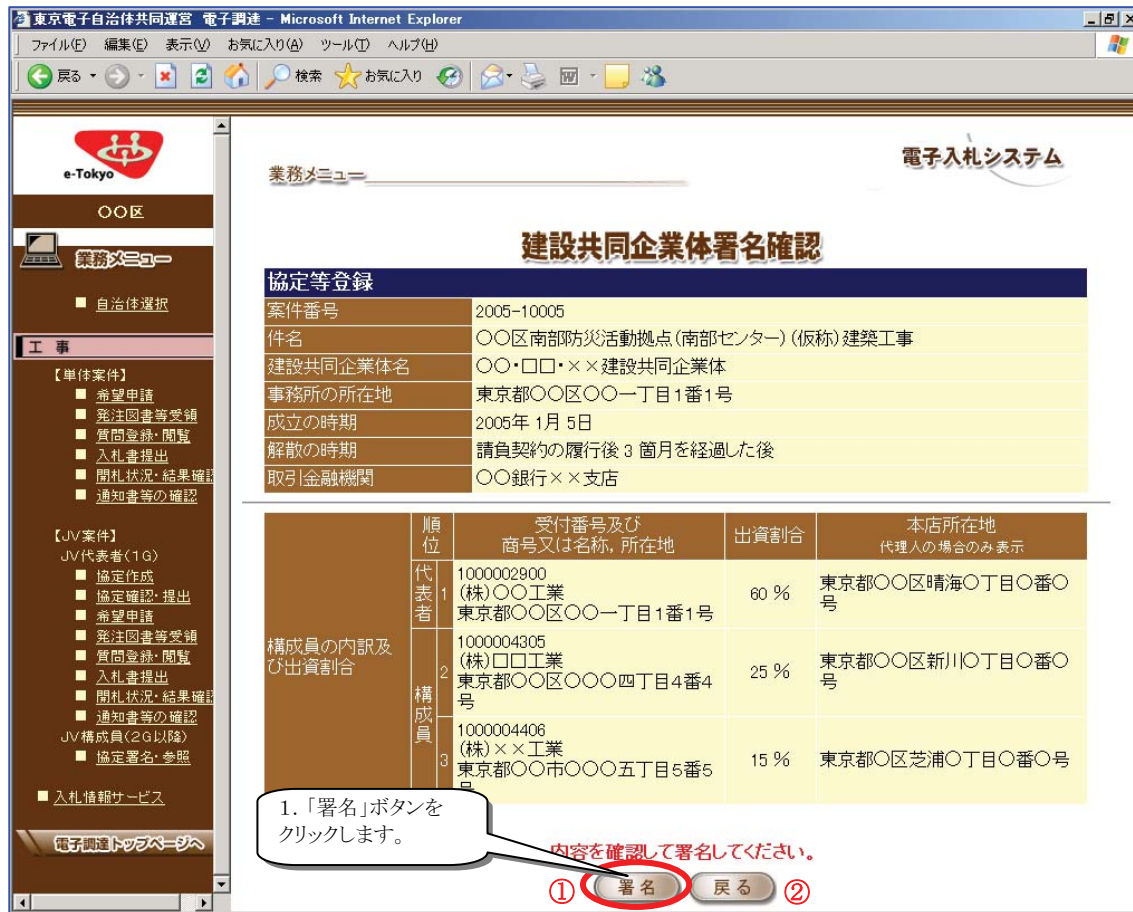 東京電子自治体共同運営 電子調達 - Microsoft Internet Explorer
ファイル(F) 編集(E) 表示(V) お気に入り(A) ツール(T) ヘルプ(H)
戻る 検索 お気に入り
e-Tokyo
○○区
業務メニュー
■ 自治体選択
工 事
【単体案件】
■ 希望申請
■ 発注図書等受領
■ 質問登録・閲覧
■ 入札書提出
■ 開札状況・結果確認
■ 通知書等の確認
【JV案件】
JV代表者(1G)
■ 協定作成
■ 協定確認・提出
■ 希望申請
■ 発注図書等受領
■ 質問登録・閲覧
■ 入札書提出
■ 開札状況・結果確認
■ 通知書等の確認
JV構成員(2G以降)
■ 協定署名・参照
■ 入札情報サービス
電子調達トップページへ
業務メニュー
電子入札システム
建設共同企業体署名確認
協定等登録
案件番号 2005-10005
件名 ○○区南部防災活動拠点(南部センター)(仮称)建築工事
建設共同企業体名 ○○・□□・××建設共同企業体
事務所の所在地 東京都○○区○○一丁目1番1号
成立の時期 2005年 1月 5日
解散の時期 請負契約の履行後 3 箇月を経過した後
取引金融機関 ○○銀行××支店
構成員の内訳及び出資割合
順位
受付番号及び
商号又は名称, 所在地
出資割合
本店所在地
代理人の場合のみ表示
代表者 1
1000002900
(株)○○工業
東京都○○区○○一丁目1番1号
60 %
東京都○○区晴海○丁目○番○
号
構成員
2
1000004305
(株)□□工業
東京都○○区○○○四丁目4番4
号
25 %
東京都○○区新川○丁目○番○
号
3
1000004406
(株)××工業
東京都○○市○○○五丁目5番5
号
15 %
東京都○区芝浦○丁目○番○号
1.「署名」ボタンを
クリックします。
内容を確認して署名してください。
① 署名 戻る ②